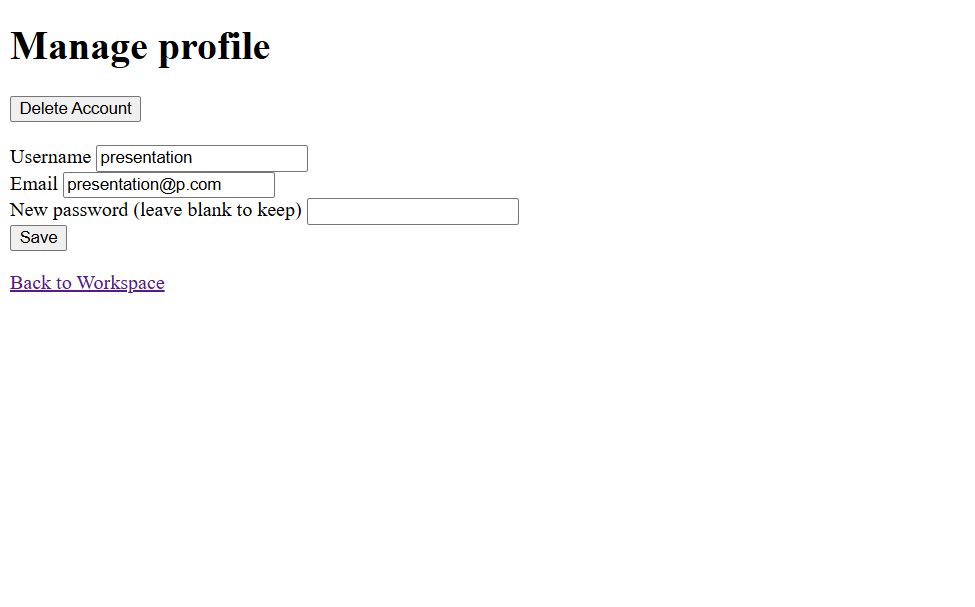 Manage profile
Delete Account
Username presentation
Email presentation@p.com
New password (leave blank to keep)
Save
Back to Workspace